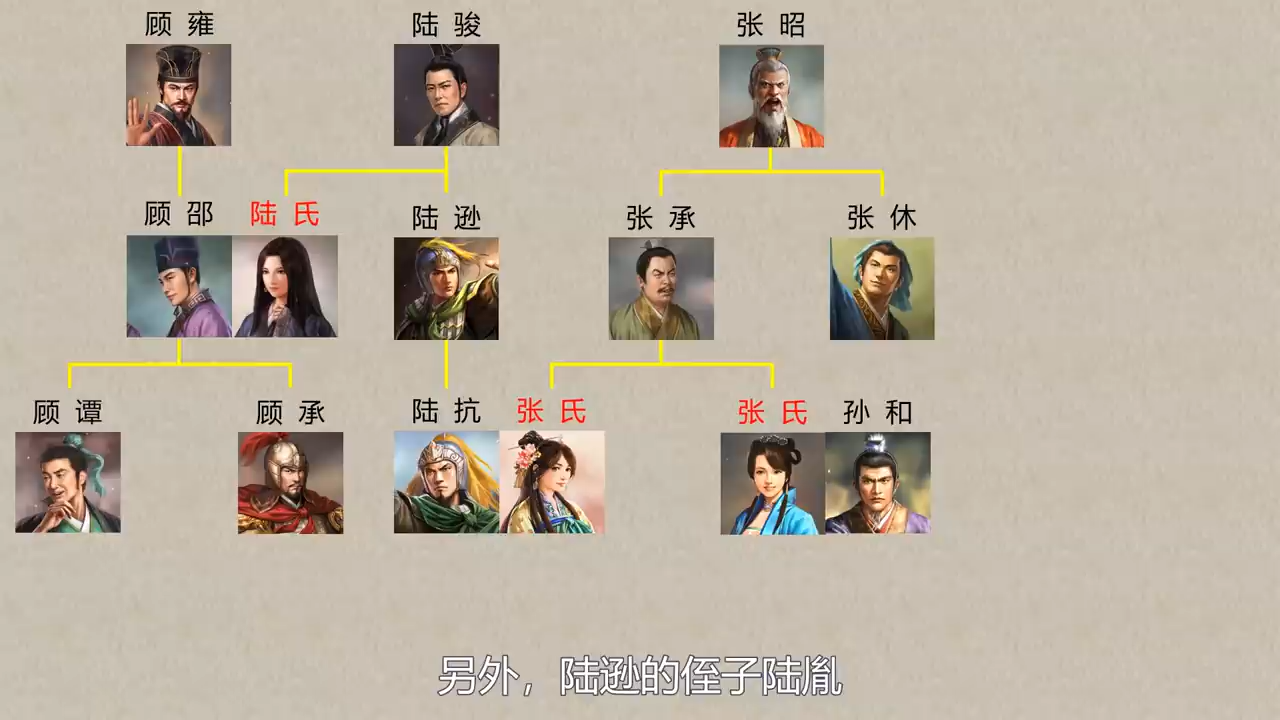 顾 雍
陆 骏
张 昭
顾 邵
陆 氏
陆 逊
张 承
张 休
顾 谭
顾 承
陆 抗
张 氏
张 氏
孙 和
另外，陆逊的侄子陆胤